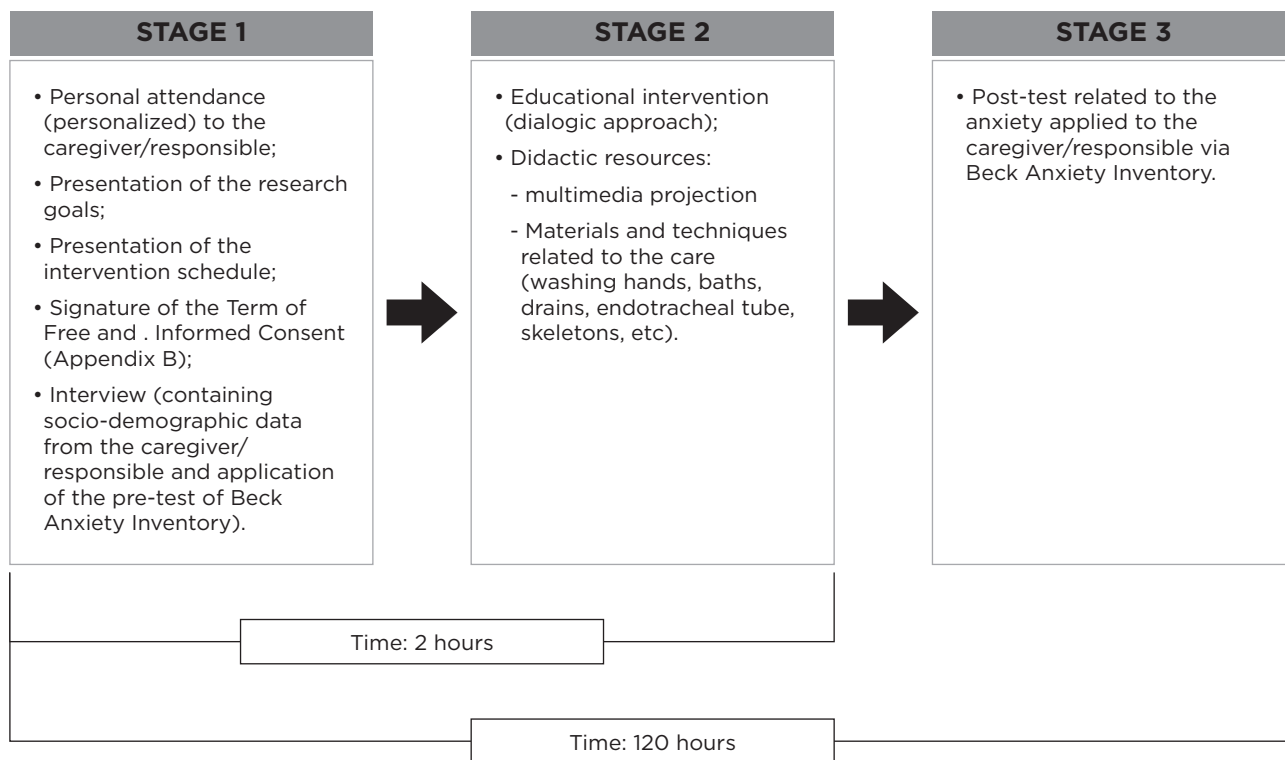 STAGE 1
• Personal attendance
(personalized) to the
caregiver/responsible;
• Presentation of the research
goals;
• Presentation of the
intervention schedule;
• Signature of the Term of
Free and . Informed Consent
(Appendix B);
• Interview (containing
socio-demographic data
from the caregiver/
responsible and application
of the pre-test of Beck
Anxiety Inventory).
STAGE 2
• Educational intervention
(dialogic approach);
• Didactic resources:
- multimedia projection
- Materials and techniques
related to the care
(washing hands, baths,
drains, endotracheal tube,
skeletons, etc).
STAGE 3
• Post-test related to the
anxiety applied to the
caregiver/responsible via
Beck Anxiety Inventory.
Time: 2 hours
Time: 120 hours